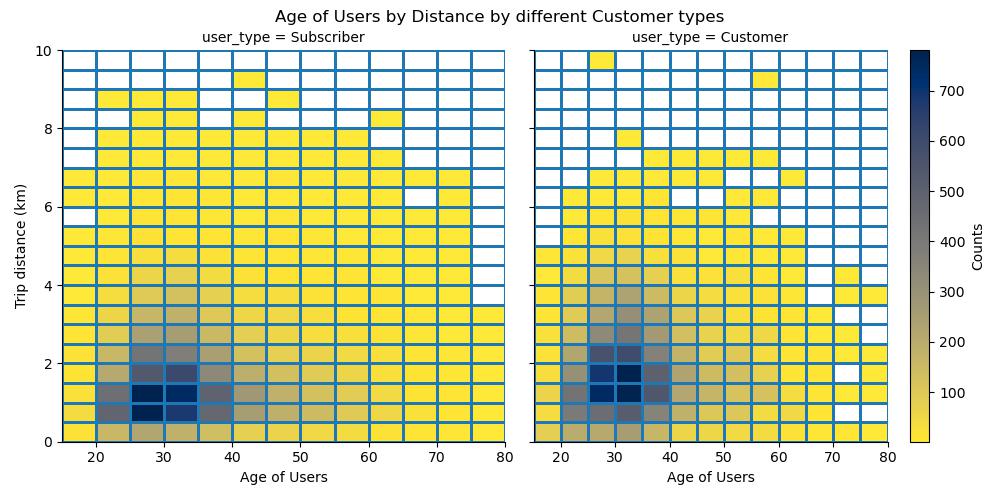 Age of Users by Distance by different Customer types
user_type = Subscriber
user_type = Customer
10
8
6
4
2
0
Trip distance (km)
20 30 40 50 60 70 80
Age of Users
20 30 40 50 60 70 80
Age of Users
700
600
500
400
300
200
100
Counts